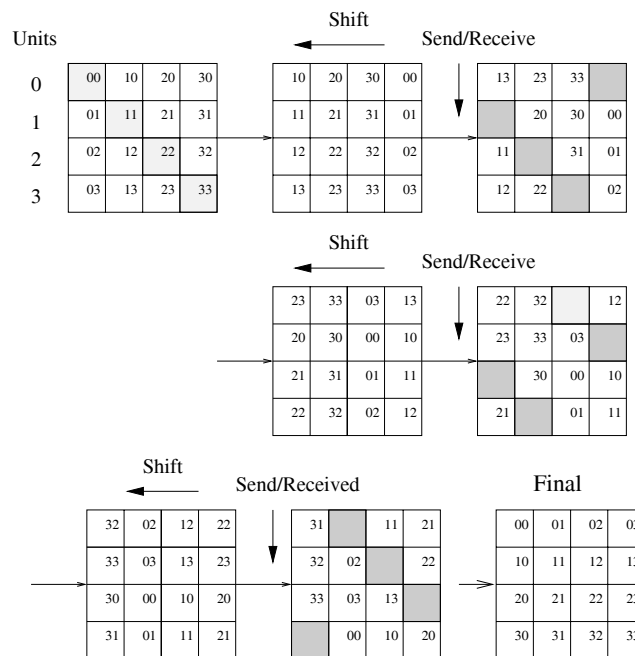 Shift
Units Send/Receive
0 00 10 20 30 10 20 30 00 13 23 33
1 01 11 21 31 11 21 31 01 20 30 00
2 02 12 22 32 12 22 32 02 11 31 01
3 03 13 23 33 13 23 33 03 12 22 02
Shift
Send/Receive
23 33 03 13 22 32 12
20 30 00 10 23 33 03
21 31 01 11 30 00 10
22 32 02 12 21 01 11
Shift Send/Received Final
32 02 12 22 31 11 21 00 01 02
33 03 13 23 32 02 22 10 11 12
30 00 10 20 33 03 13 20 21 22
31 01 11 21 00 10 20 30 31 32